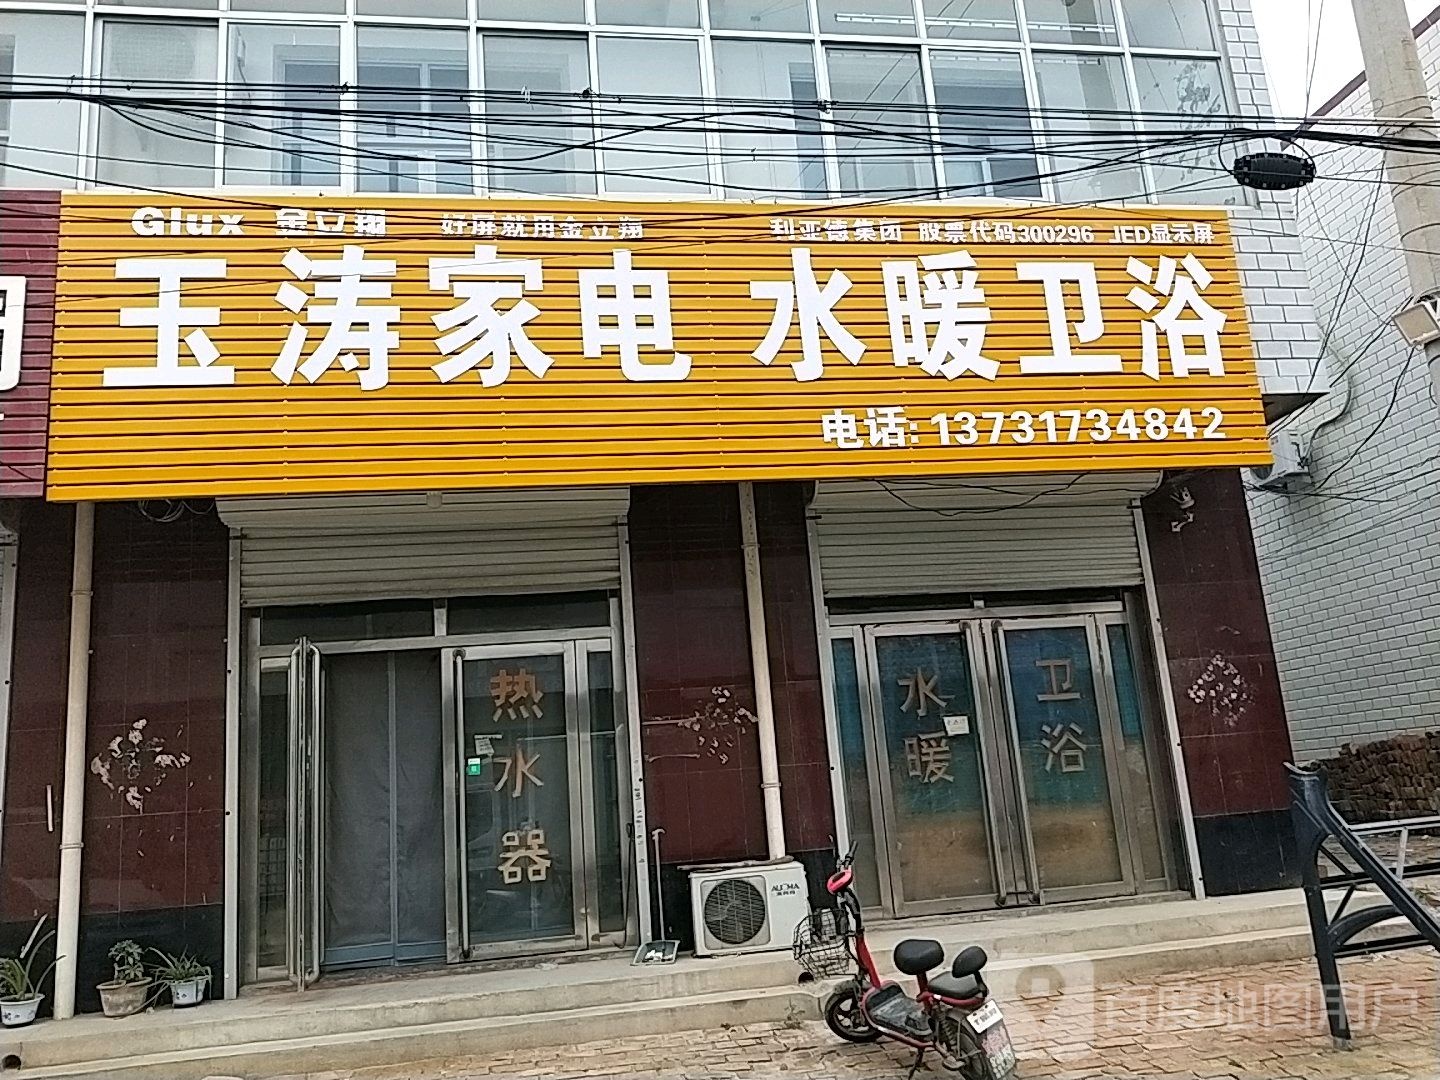 Glux 金立翔 好屏就用金立翔 利亚德集团 股票代码300296 LED显示屏
玉涛家电 水暖卫浴
电话: 13731734842
热水器
水暖
卫浴
AUCMA
百度地图用户